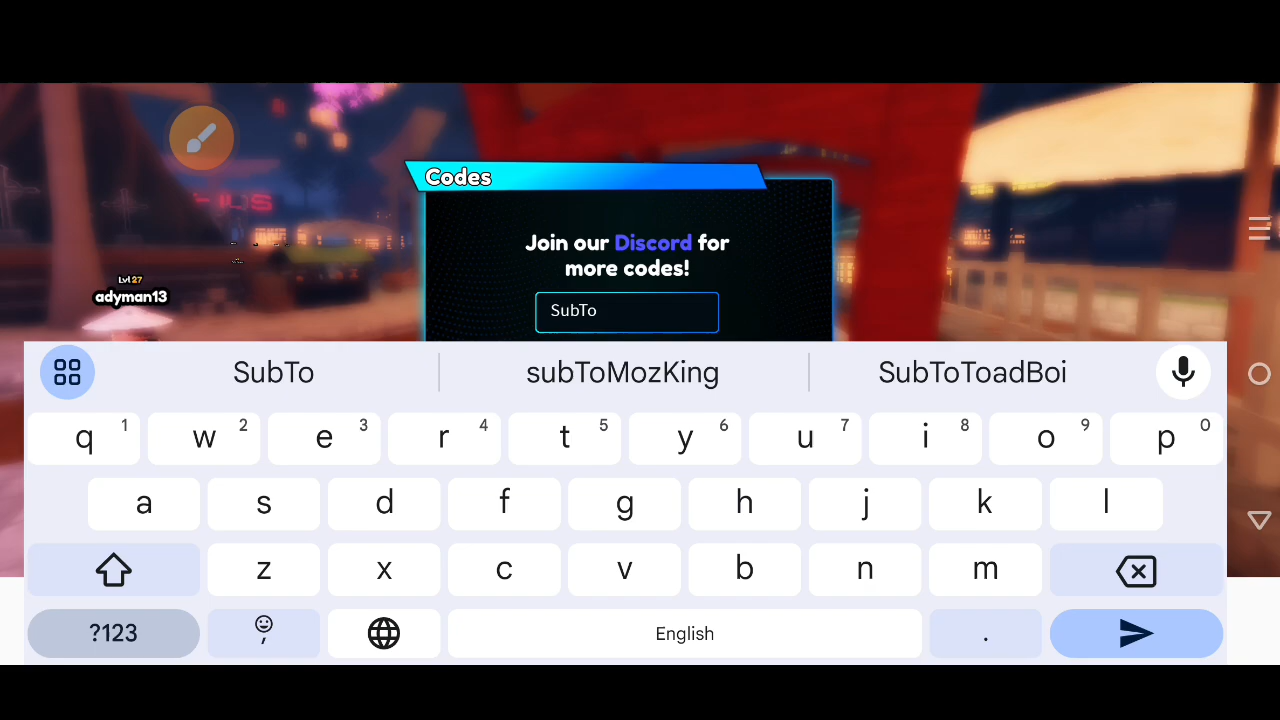 Codes
Join our Discord for
more codes!
SubTo
Lvl 27
adyman13
SubTo subToMozKing SubToToadBoi
q 1 w 2 e 3 r 4 t 5 y 6 u 7 i 8 o 9 p 0
a s d f g h j k l
z x c v b n m
?123 , English .